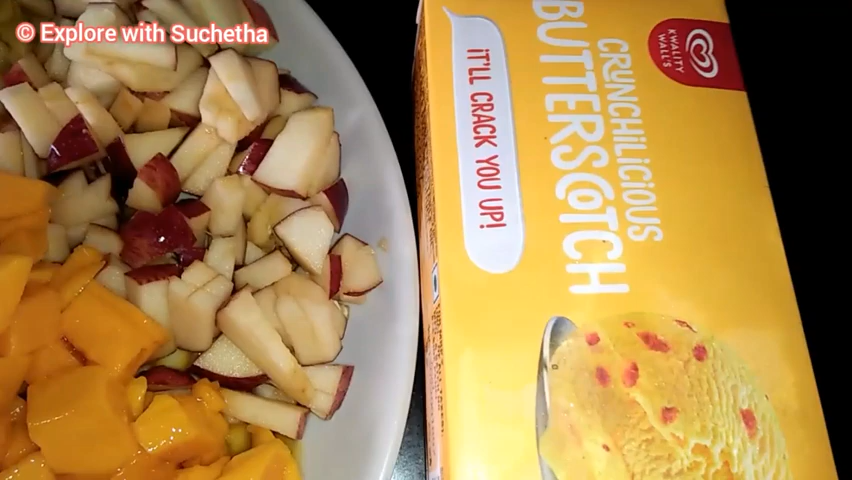 © Explore with Suchetha
KWALITY
WALL'S
CRUNCHiLiCiOUS
BUTTERSCOTCH
iT'LL CRACK YOU UP!